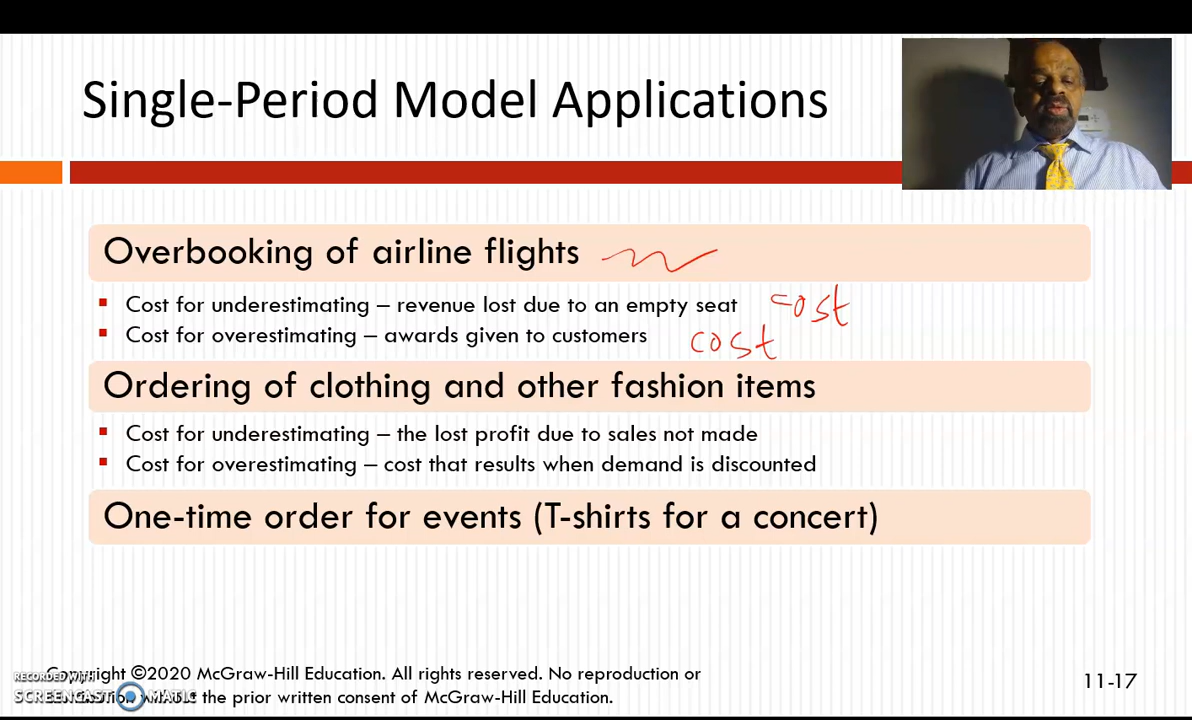 Single-Period Model Applications
Overbooking of airline flights
Cost for underestimating – revenue lost due to an empty seat cost
Cost for overestimating – awards given to customers cost
Ordering of clothing and other fashion items
Cost for underestimating – the lost profit due to sales not made
Cost for overestimating – cost that results when demand is discounted
One-time order for events (T-shirts for a concert)
Copyright ©2020 McGraw-Hill Education. All rights reserved. No reproduction or
the prior written consent of McGraw-Hill Education.
RECORDED WITH
SCREENCAST MATIC
11-17